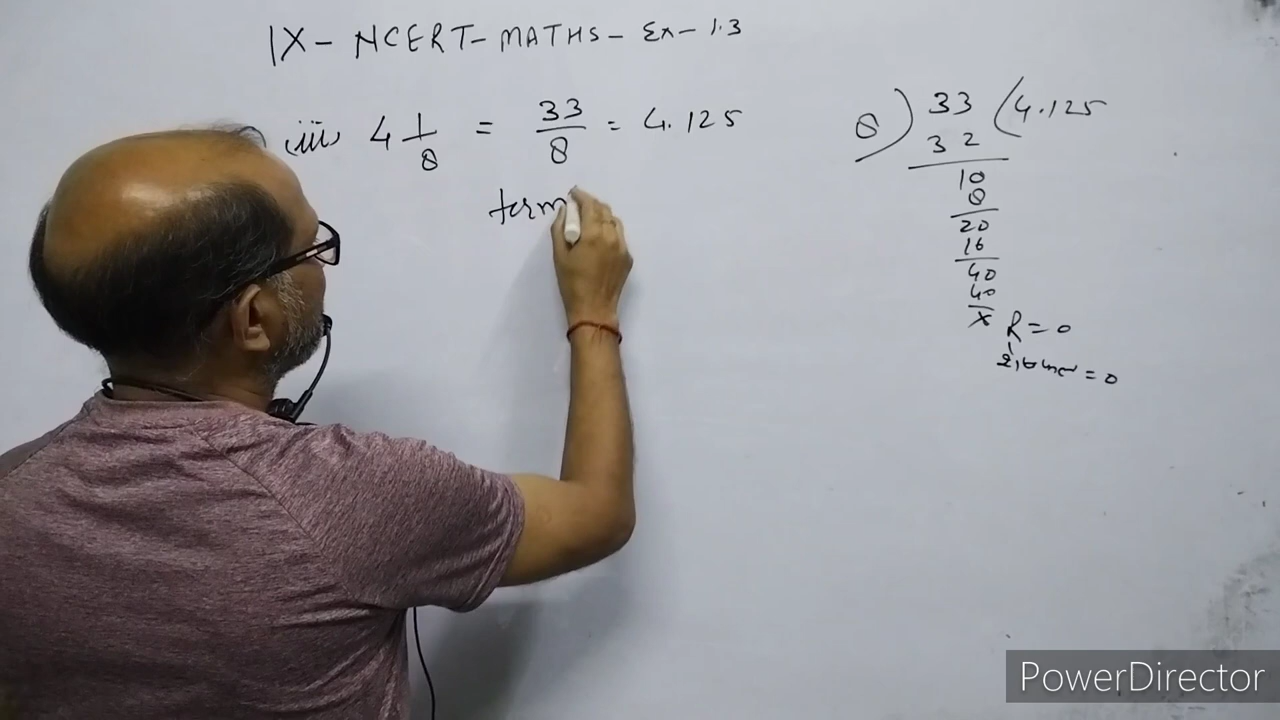 IX - NCERT - MATHS - Ex - 1.3
(iii) 4 1/8 = 33/8 = 4.125
term
8 ) 33 ( 4.125
32
10
8
20
16
40
40
x
R = 0
= 0
PowerDirector